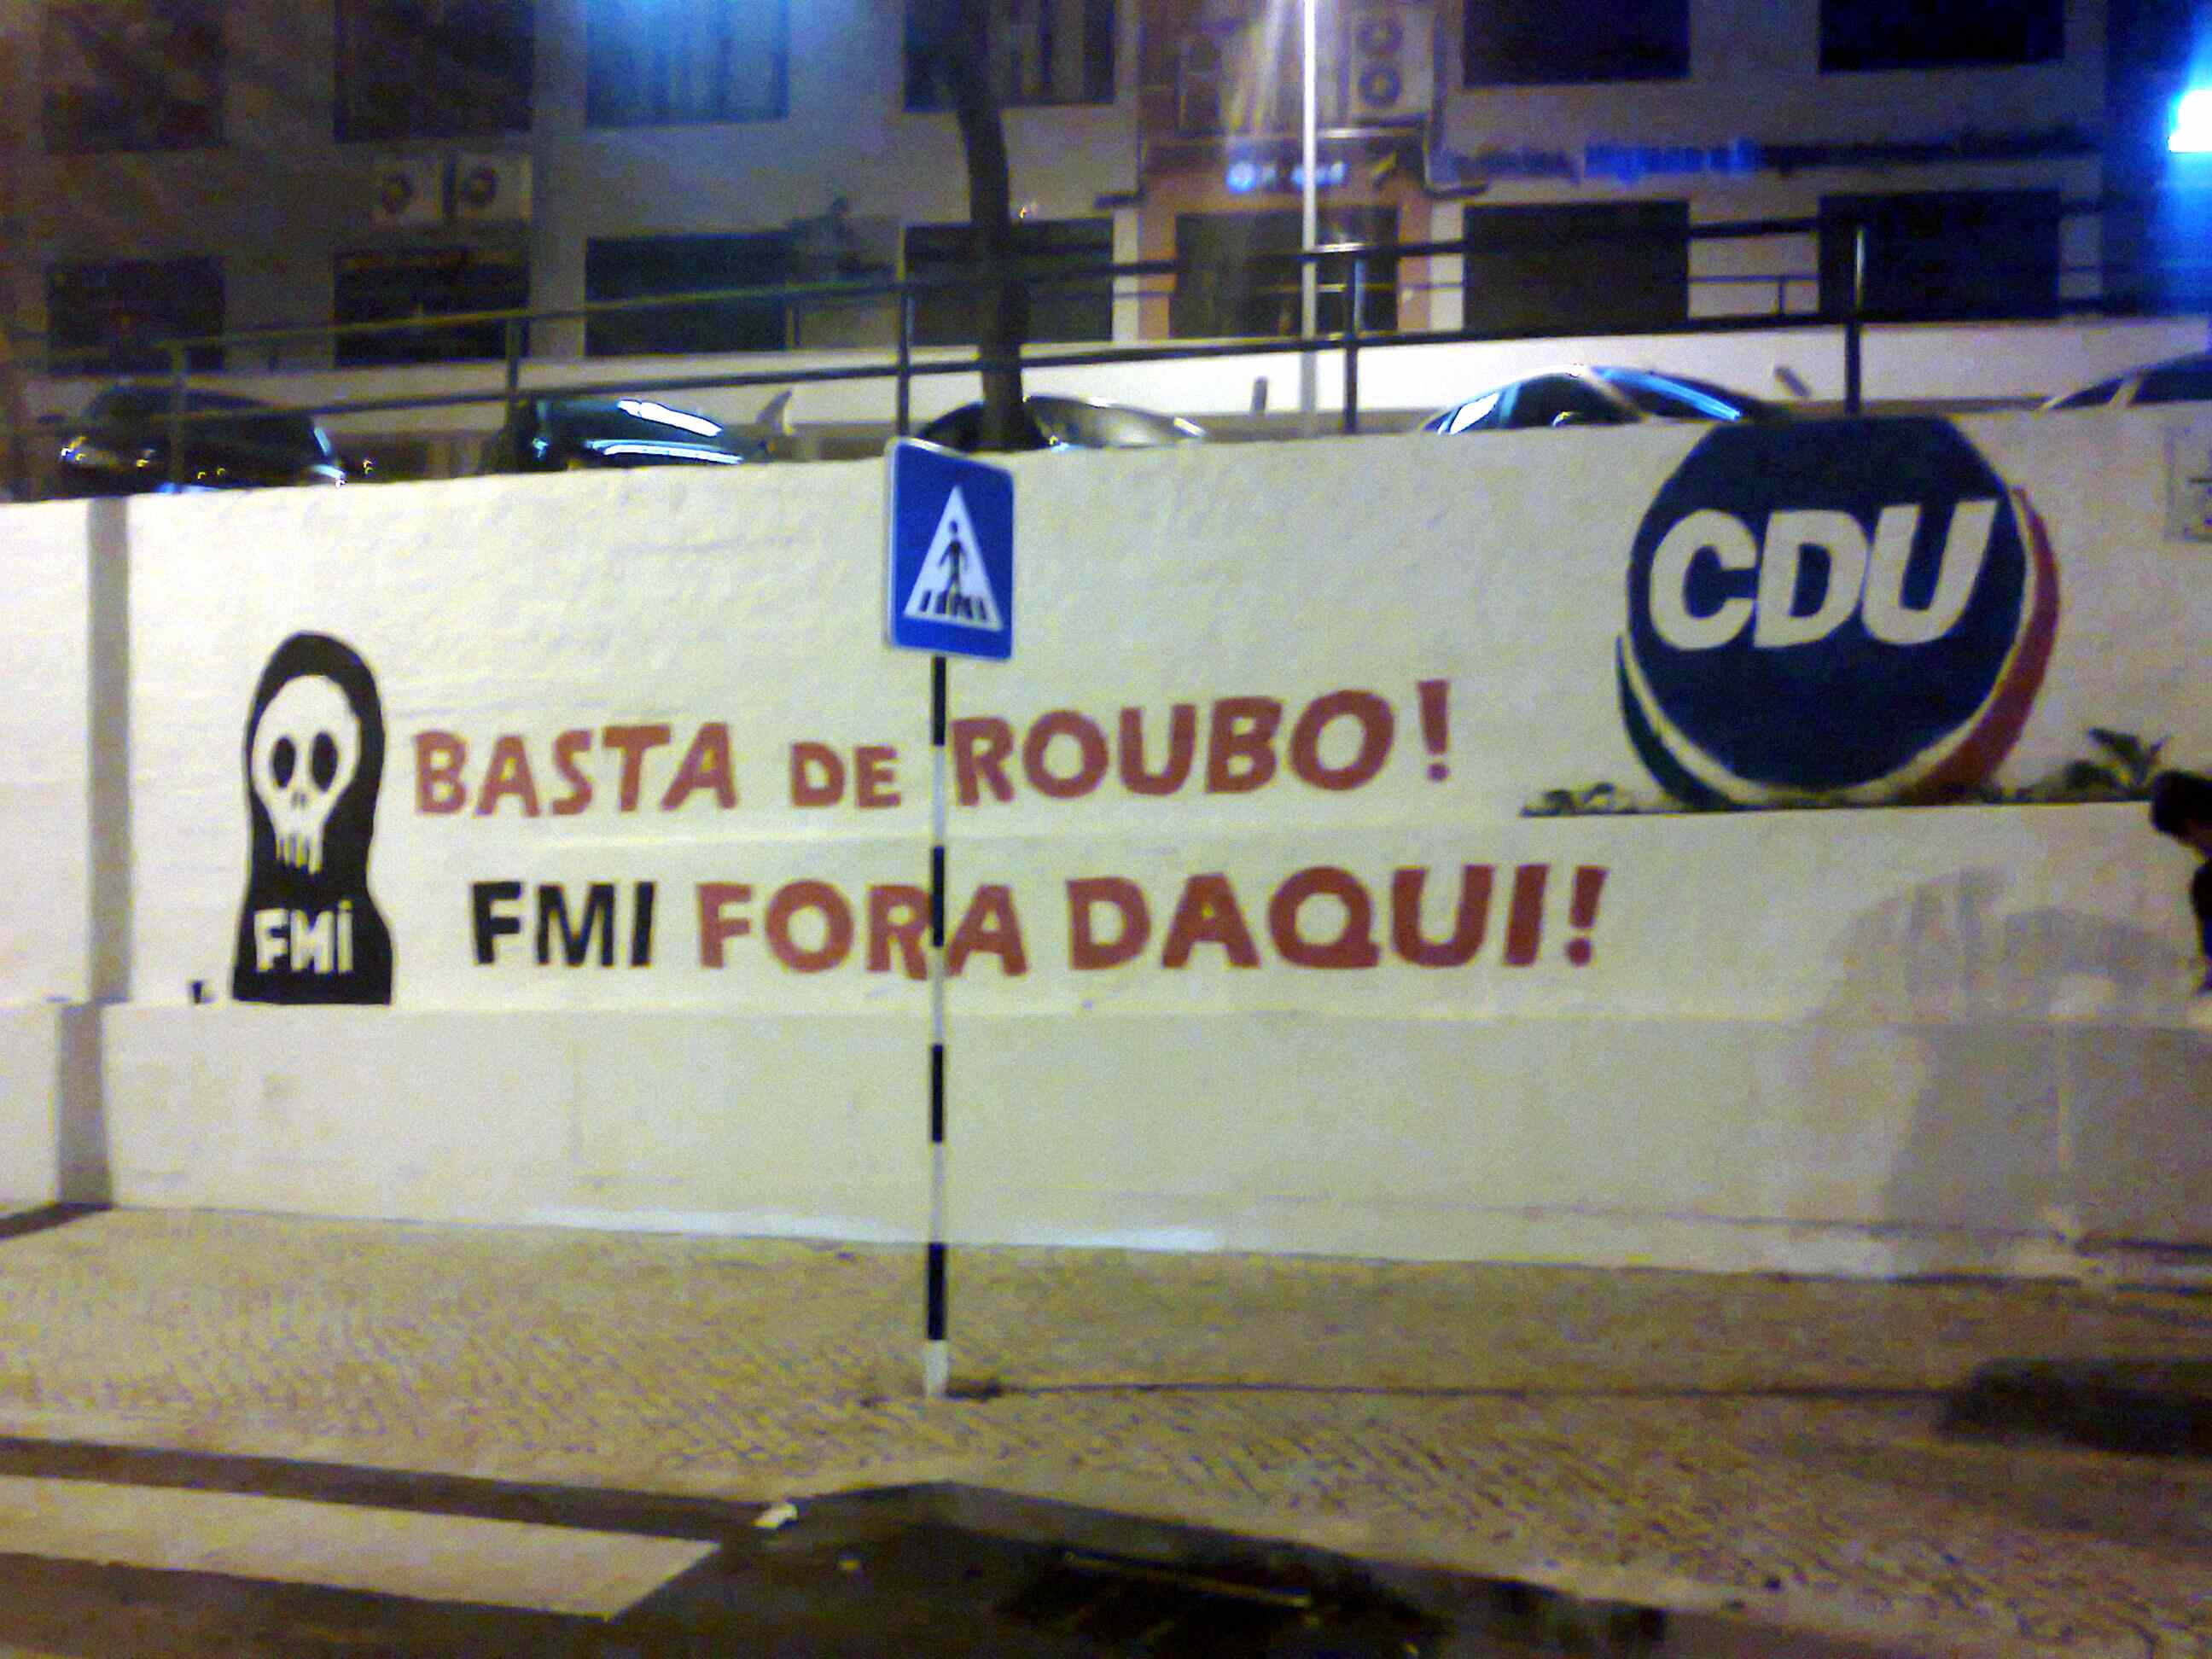 CDU
BASTA DE ROUBO!
FMI FORA DAQUI!
FMI